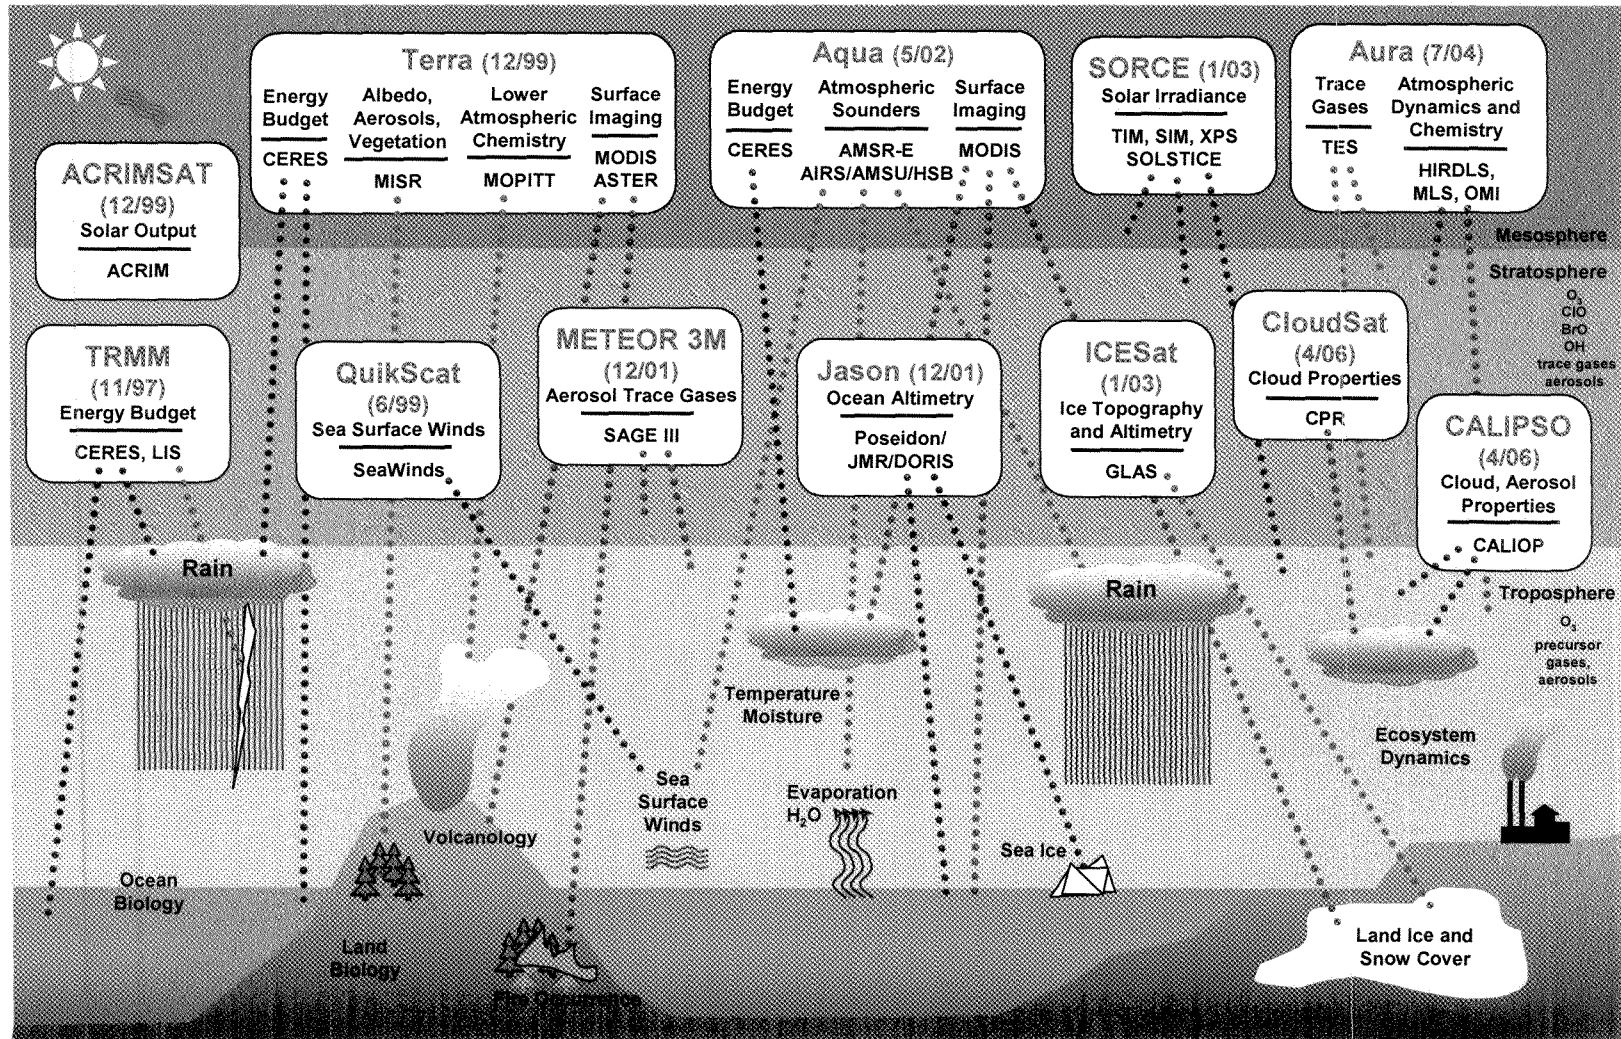 Terra (12/99)
Energy
Budget
CERES
Albedo,
Aerosols,
Vegetation
MISR
Lower
Atmospheric
Chemistry
MOPITT
Surface
Imaging
MODIS
ASTER
Aqua (5/02)
Energy
Budget
CERES
Atmospheric
Sounders
AMSR-E
AIRS/AMSU/HSB
Surface
Imaging
MODIS
SORCE (1/03)
Solar Irradiance
TIM, SIM, XPS
SOLSTICE
Aura (7/04)
Trace
Gases
TES
Atmospheric
Dynamics and
Chemistry
HIRDLS,
MLS, OMI
ACRIMSAT
(12/99)
Solar Output
ACRIM
Mesosphere
Stratosphere
O3
ClO
BrO
OH
trace gases
aerosols
TRMM
(11/97)
Energy Budget
CERES, LIS
QuikScat
(6/99)
Sea Surface Winds
SeaWinds
METEOR 3M
(12/01)
Aerosol Trace Gases
SAGE III
Jason (12/01)
Ocean Altimetry
Poseidon/
JMR/DORIS
ICESat
(1/03)
Ice Topography
and Altimetry
GLAS
CloudSat
(4/06)
Cloud Properties
CPR
CALIPSO
(4/06)
Cloud, Aerosol
Properties
CALIOP
Rain
Rain
Troposphere
O3
precursor
gases,
aerosols
Temperature
Moisture
Ecosystem
Dynamics
Sea
Surface
Winds
Evaporation
H2O
Volcanology
Sea Ice
Ocean
Biology
Land
Biology
Fire Occurrence
Land Ice and
Snow Cover